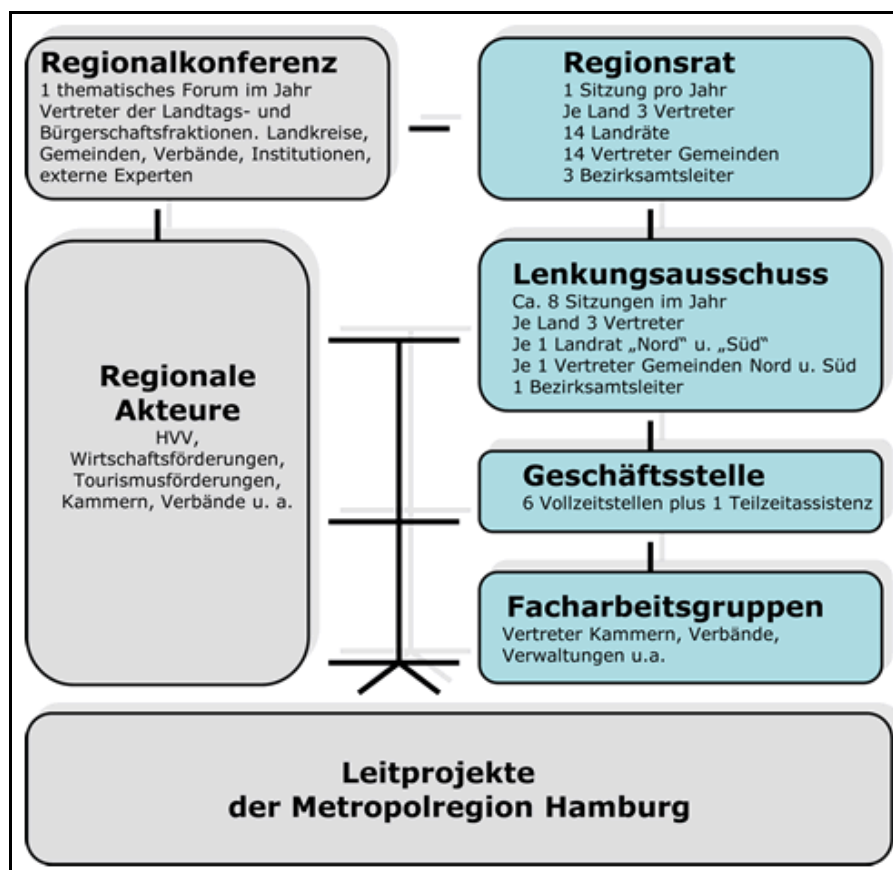 Regionalkonferenz
1 thematisches Forum im Jahr
Vertreter der Landtags- und
Bürgerschaftsfraktionen. Landkreise,
Gemeinden, Verbände, Institutionen,
externe Experten
Regionsrat
1 Sitzung pro Jahr
Je Land 3 Vertreter
14 Landräte
14 Vertreter Gemeinden
3 Bezirksamtsleiter
Regionale
Akteure
HVV,
Wirtschaftsförderungen,
Tourismusförderungen,
Kammern, Verbände u. a.
Lenkungsausschuss
Ca. 8 Sitzungen im Jahr
Je Land 3 Vertreter
Je 1 Landrat „Nord“ u. „Süd“
Je 1 Vertreter Gemeinden Nord u. Süd
1 Bezirksamtsleiter
Geschäftsstelle
6 Vollzeitstellen plus 1 Teilzeitassistenz
Facharbeitsgruppen
Vertreter Kammern, Verbände,
Verwaltungen u.a.
Leitprojekte
der Metropolregion Hamburg